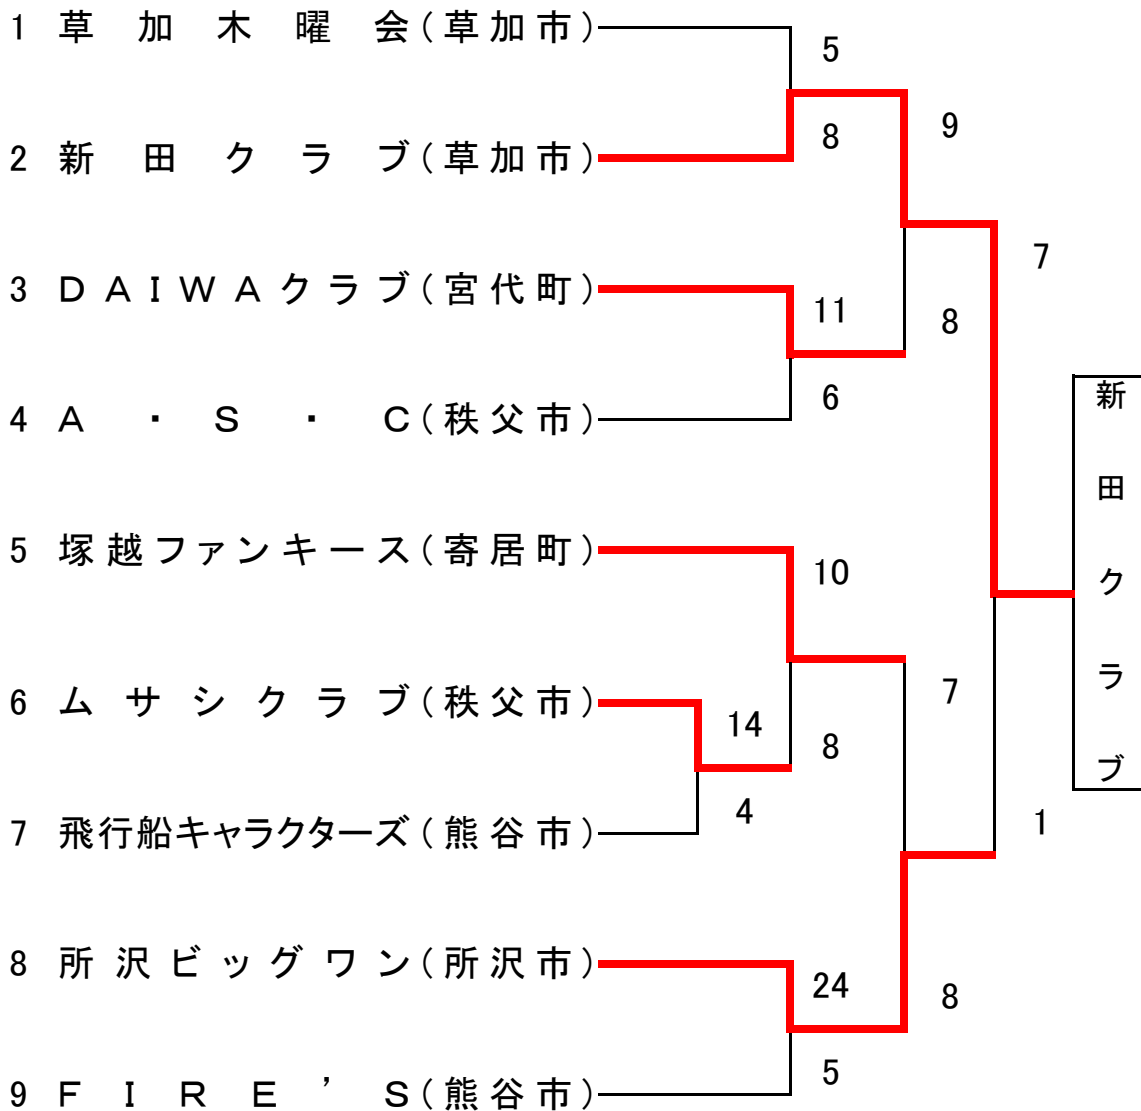 1 草加木曜会(草加市)
5
8
9
2 新田クラブ(草加市)
7
3 DAIWAクラブ(宮代町)
11
8
6
4 A・S・C(秩父市)
新田クラブ
5 塚越ファンキース(寄居町)
10
7
6 ムサシクラブ(秩父市)
14
8
4
1
7 飛行船キャラクターズ(熊谷市)
8 所沢ビッグワン(所沢市)
24
8
5
9 FIRE'S(熊谷市)